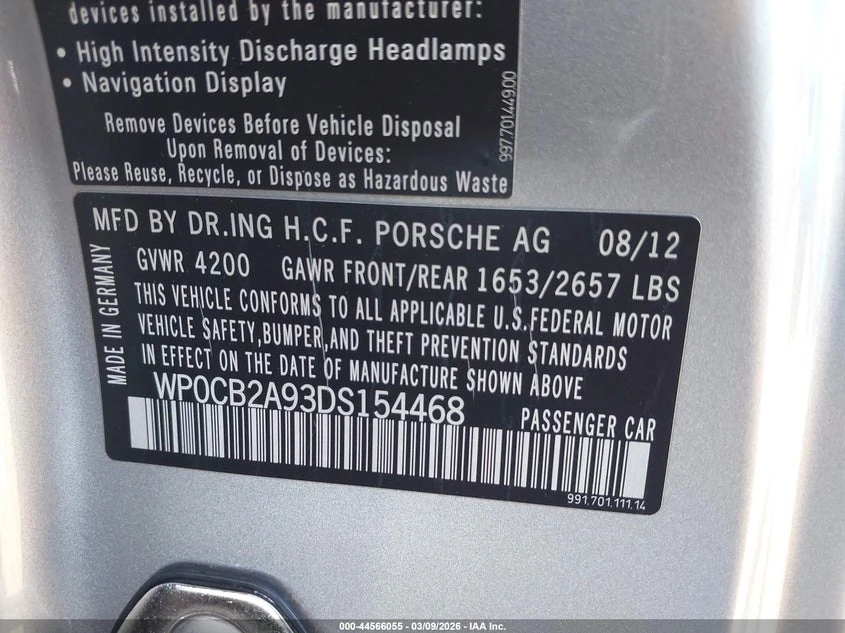 devices installed by the manufacturer:
• High Intensity Discharge Headlamps
• Navigation Display
Remove Devices Before Vehicle Disposal
Upon Removal of Devices:
Please Reuse, Recycle, or Dispose as Hazardous Waste
997.701.449.00
MFD BY DR.ING H.C.F. PORSCHE AG 08/12
GVWR 4200 GAWR FRONT/REAR 1653/2657 LBS
THIS VEHICLE CONFORMS TO ALL APPLICABLE U.S.FEDERAL MOTOR
VEHICLE SAFETY,BUMPER,AND THEFT PREVENTION STANDARDS
IN EFFECT ON THE DATE OF MANUFACTURE SHOWN ABOVE
MADE IN GERMANY
WP0CB2A93DS154468
PASSENGER CAR
991.701.111.14
000-44566055 - 03/09/2026 - IAA Inc.